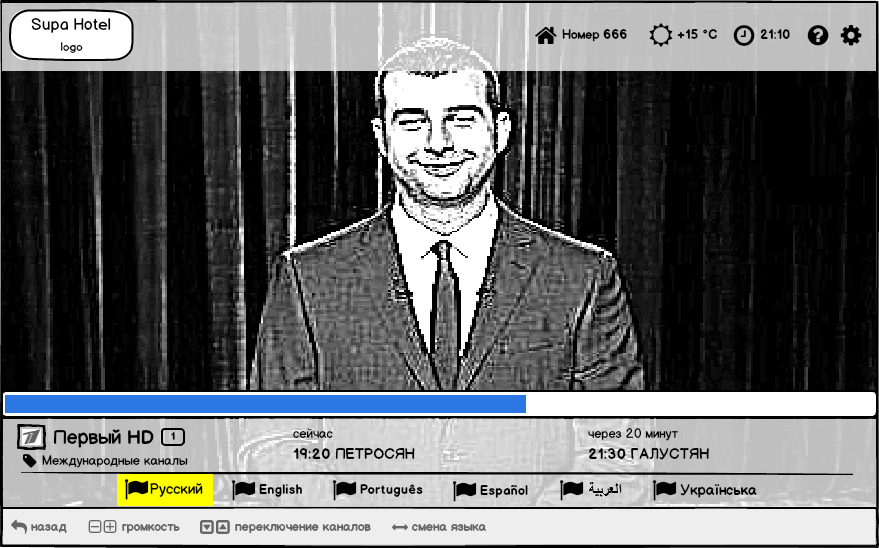 Supa Hotel
logo
Номер 666
+15 °C
21:10
?
Первый HD 1
Международные каналы
сейчас
19:20 ПЕТРОСЯН
через 20 минут
21:30 ГАЛУСТЯН
Русский
English
Português
Español
العربية
Українська
назад
громкость
переключение каналов
смена языка